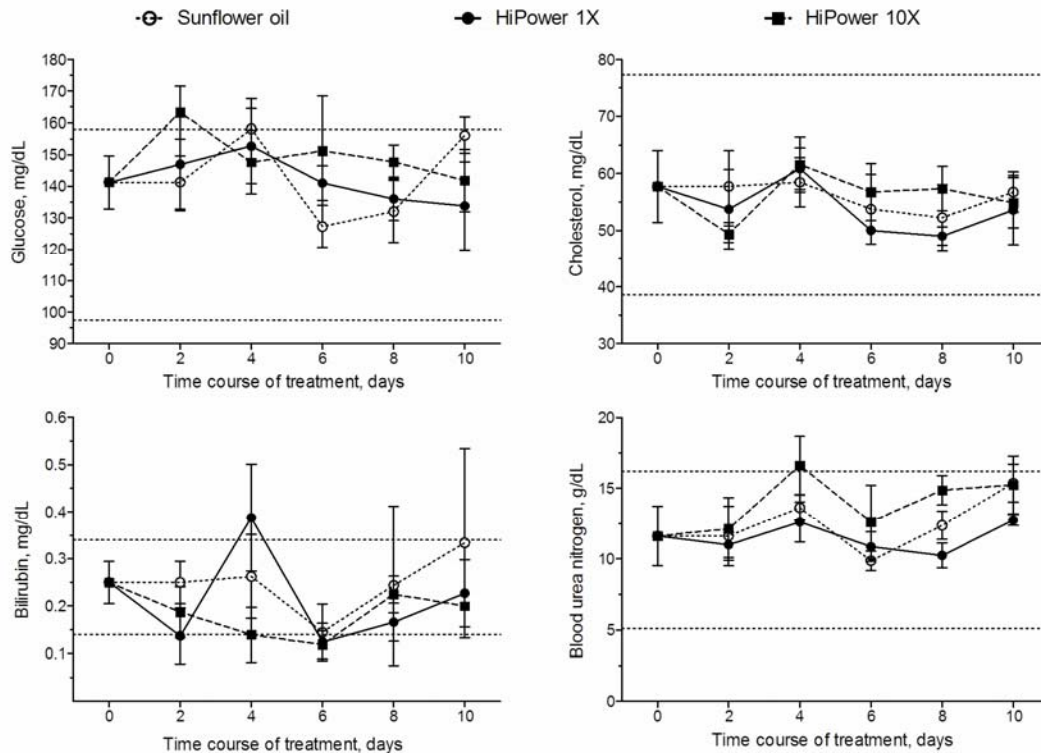 Sunflower oil HiPower 1X HiPower 10X
Glucose, mg/dL
180
170
160
150
140
130
120
110
100
90
0 2 4 6 8 10
Time course of treatment, days
Cholesterol, mg/dL
80
70
60
50
40
30
0 2 4 6 8 10
Time course of treatment, days
Bilirubin, mg/dL
0.6
0.5
0.4
0.3
0.2
0.1
0 2 4 6 8 10
Time course of treatment, days
Blood urea nitrogen, g/dL
20
15
10
5
0
0 2 4 6 8 10
Time course of treatment, days